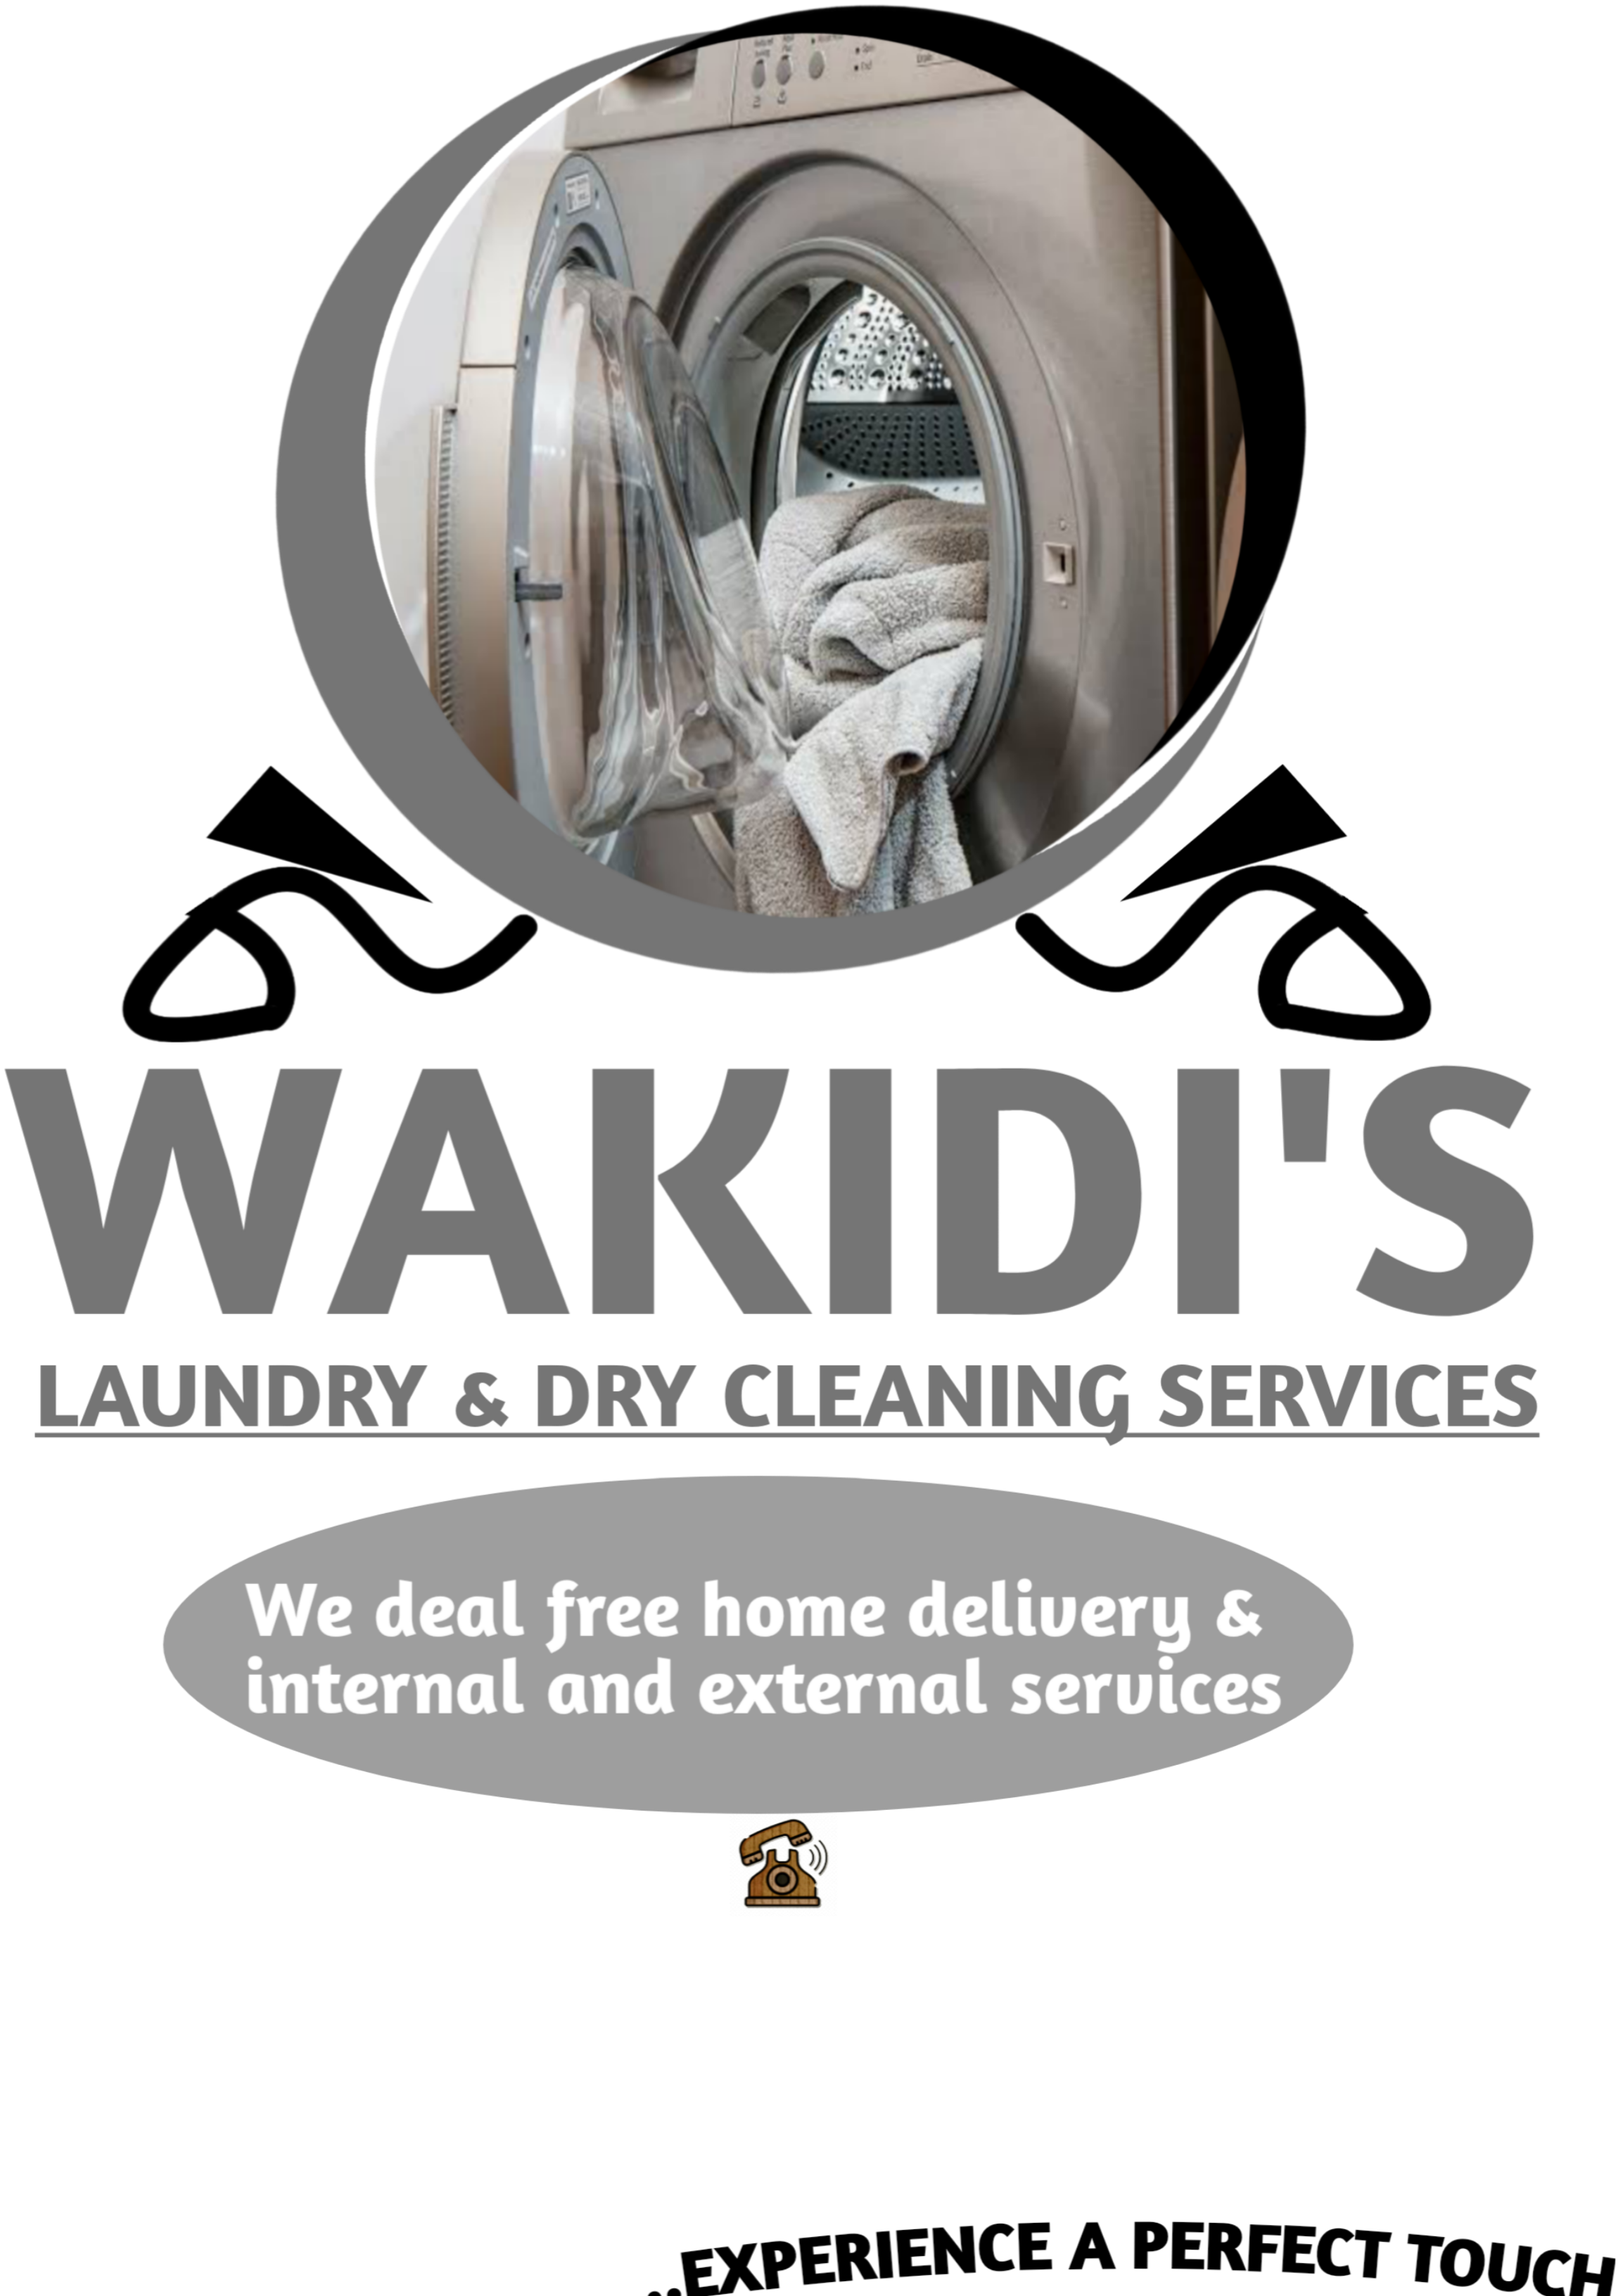 WAKIDI'S
LAUNDRY & DRY CLEANING SERVICES
We deal free home delivery &
internal and external services
...EXPERIENCE A PERFECT TOUCH